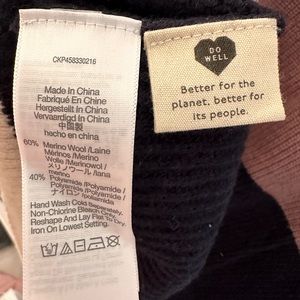 CKP458330216
Made In China
Fabriqué En Chine
Hergestellt In China
Vervaardigd In China
中国製
hecho en china
60% Merino Wool /Laine
Mérinos /Merino
Wolle /Merinowol /
メリノウール /lana
merino
40% Polyamide /Polyamide /
Polyamid /Polyamide /
ナイロン /poliamida
Hand Wash Cold Separately.
Non-Chlorine Bleach Only.
Reshape And Lay Flat To Dry.
Iron On Lowest Setting.
DO
WELL
Better for the
planet, better for
its people.